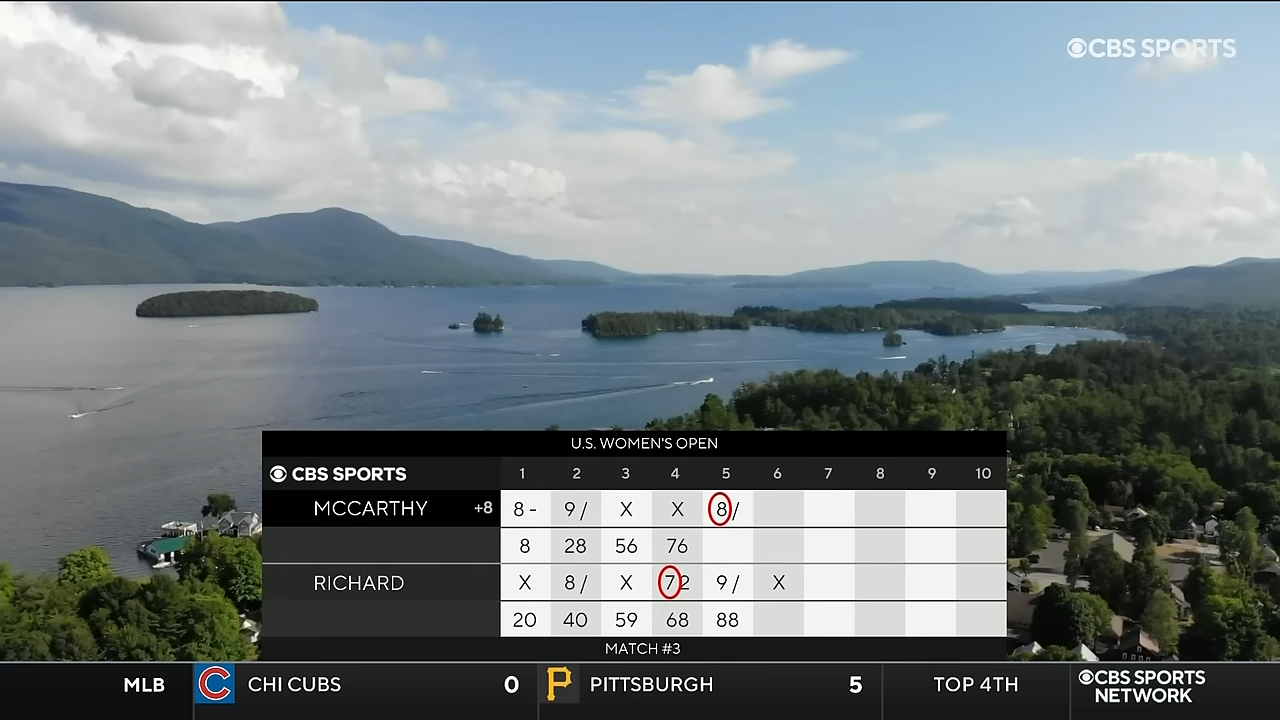 CBS SPORTS
U.S. WOMEN'S OPEN
CBS SPORTS 1 2 3 4 5 6 7 8 9 10
MCCARTHY +8 8 - 9 / X X 8 /
8 28 56 76
RICHARD X 8 / X 7 2 9 / X
20 40 59 68 88
MATCH #3
MLB C CHI CUBS 0 P PITTSBURGH 5 TOP 4TH CBS SPORTS
NETWORK